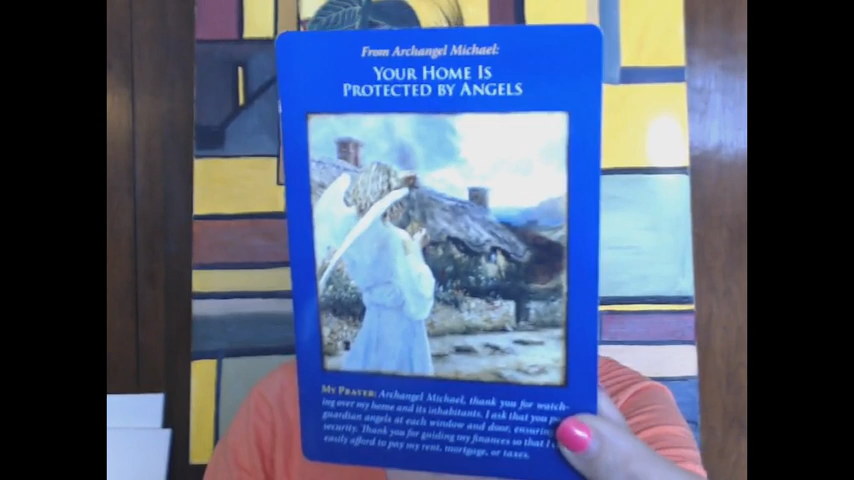 From Archangel Michael:
YOUR HOME IS
PROTECTED BY ANGELS
MY PRAYER: Archangel Michael, thank you for watch-
ing over my home and its inhabitants. I ask that you
guardian angels at each window and door, ensuring
security. Thank you for guiding my finances so that I
easily afford to pay my rent, mortgage, or taxes.